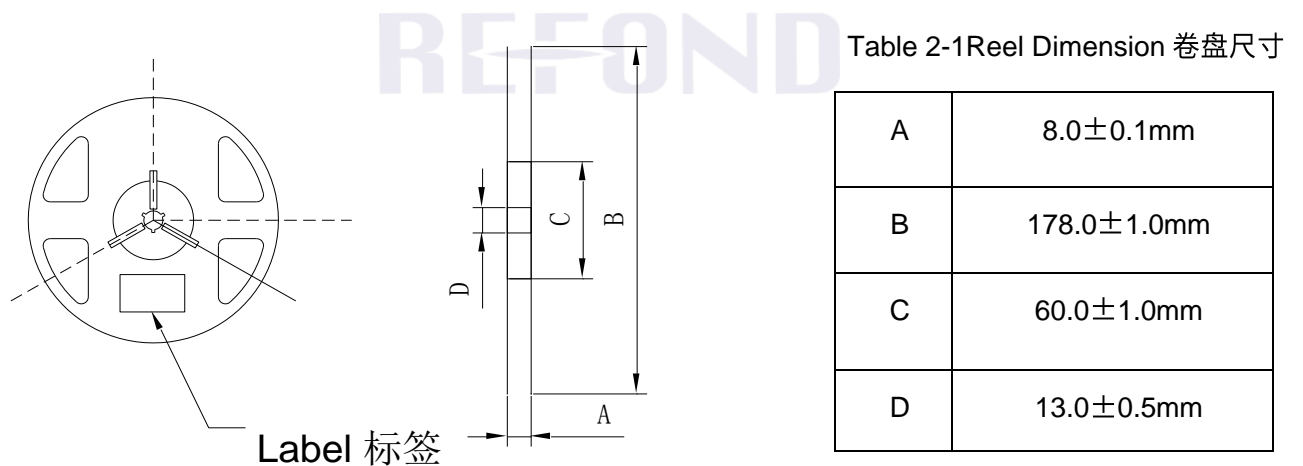 REFOND
Table 2-1Reel Dimension 卷盘尺寸
A 8.0±0.1mm
B 178.0±1.0mm
C 60.0±1.0mm
D 13.0±0.5mm
D
C
B
A
Label 标签